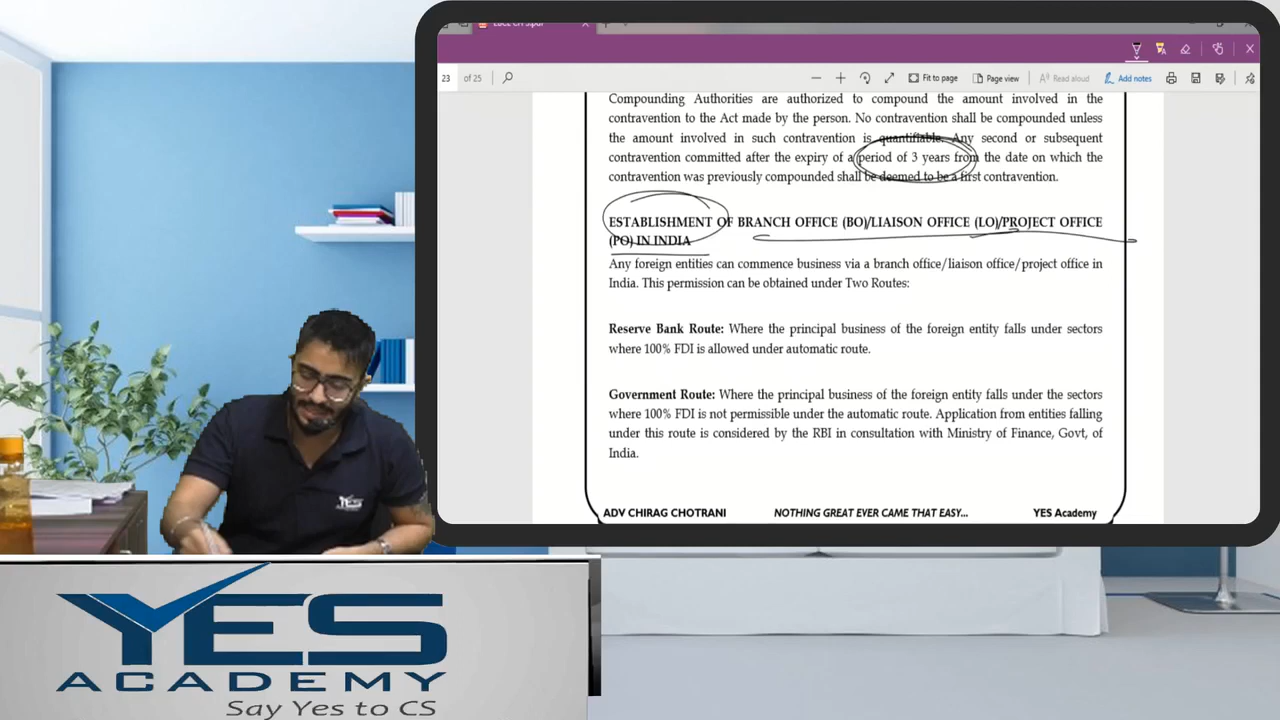 23 of 25
Fit to page
Page view
Read aloud
Add notes
Compounding Authorities are authorized to compound the amount involved in the
contravention to the Act made by the person. No contravention shall be compounded unless
the amount involved in such contravention is quantifiable. Any second or subsequent
contravention committed after the expiry of a period of 3 years from the date on which the
contravention was previously compounded shall be deemed to be a first contravention.
ESTABLISHMENT OF BRANCH OFFICE (BO)/LIAISON OFFICE (LO)/PROJECT OFFICE
(PO) IN INDIA
Any foreign entities can commence business via a branch office/liaison office/project office in
India. This permission can be obtained under Two Routes:
Reserve Bank Route: Where the principal business of the foreign entity falls under sectors
where 100% FDI is allowed under automatic route.
Government Route: Where the principal business of the foreign entity falls under the sectors
where 100% FDI is not permissible under the automatic route. Application from entities falling
under this route is considered by the RBI in consultation with Ministry of Finance, Govt, of
India.
ADV CHIRAG CHOTRANI NOTHING GREAT EVER CAME THAT EASY... YES Academy
YES
YES
ACADEMY
Say Yes to CS